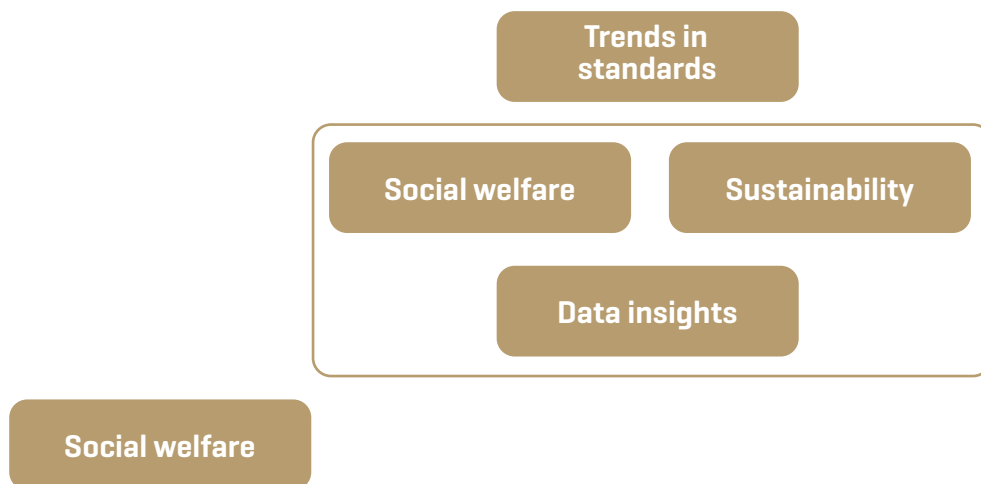 Trends in
standards
Social welfare
Sustainability
Data insights
Social welfare